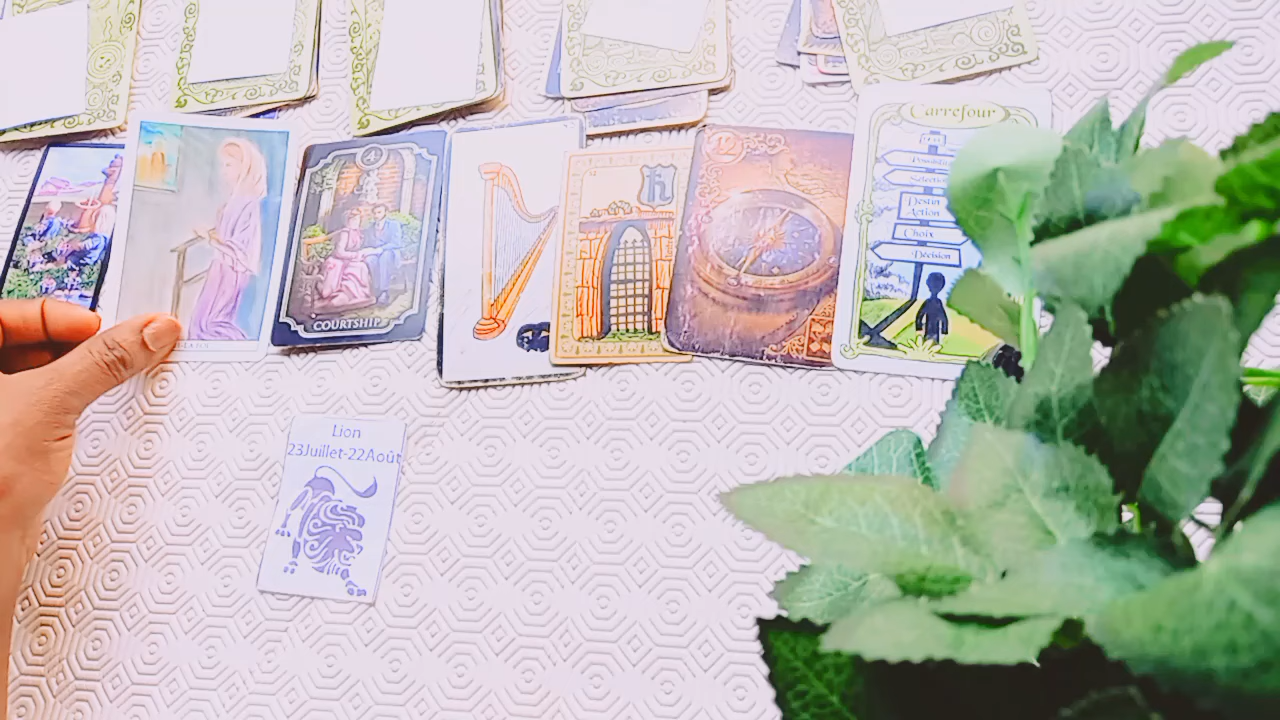 Carrefour
Destin
Action
Choix
Décision
COURTSHIP
Lion
23Juillet-22Août